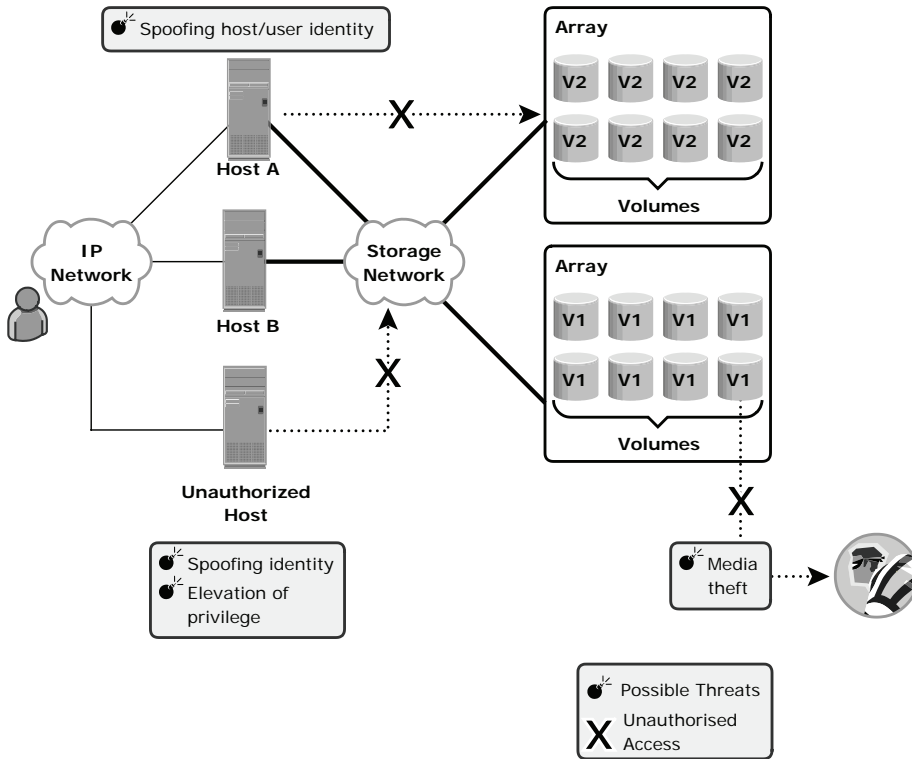 Spoofing host/user identity
Array
V2 V2 V2 V2
V2 V2 V2 V2
Volumes
X
Host A
IP
Network
Storage
Network
Host B
Array
V1 V1 V1 V1
V1 V1 V1 V1
Volumes
X
Unauthorized
Host
X
Spoofing identity
Elevation of
privilege
Media
theft
Possible Threats
X Unauthorised
Access